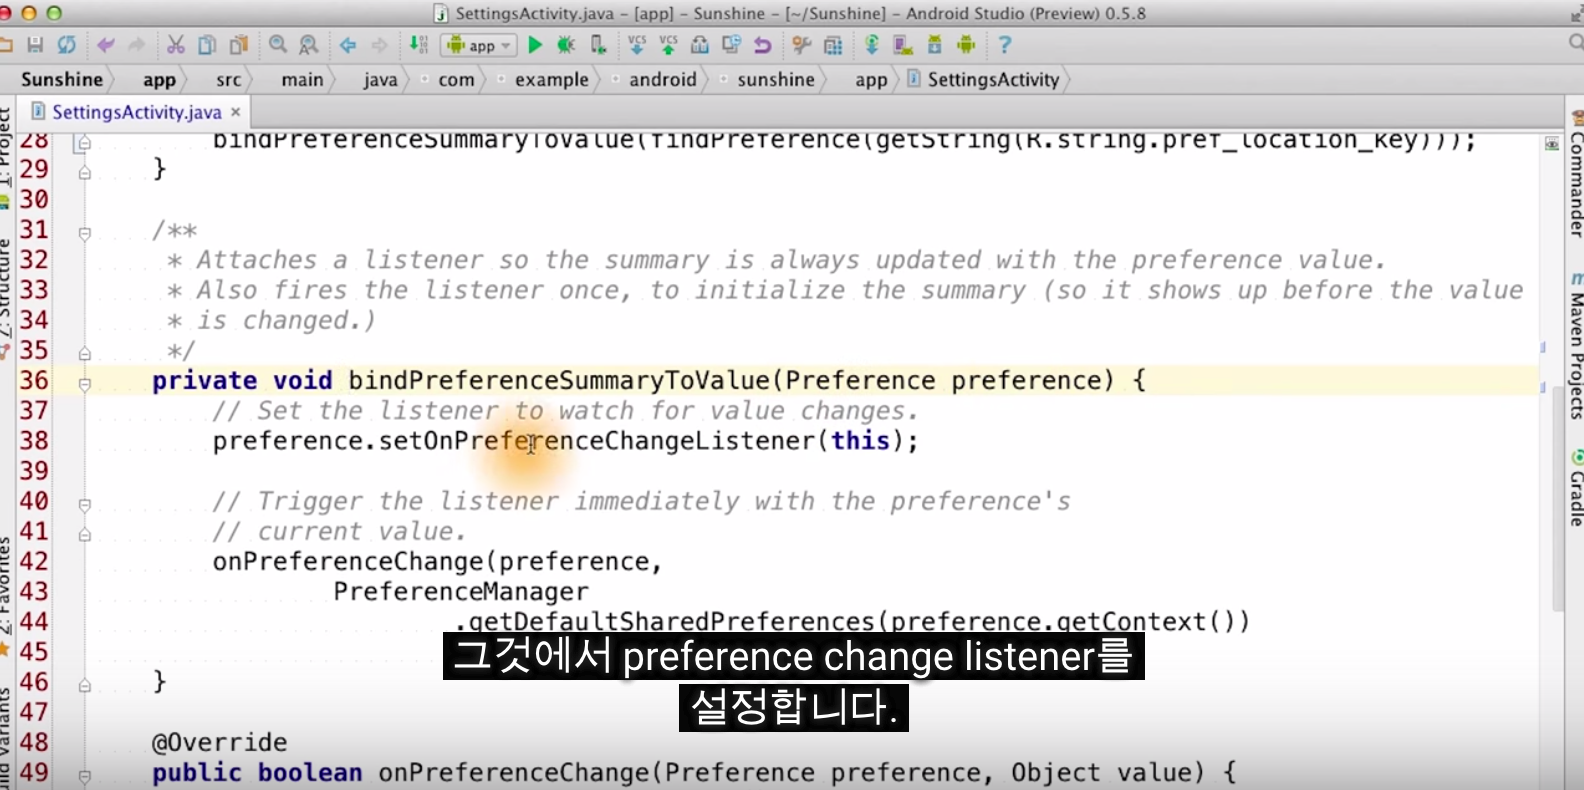 SettingsActivity.java – [app] – Sunshine – [~/Sunshine] – Android Studio (Preview) 0.5.8
app
VCS VCS
?
Sunshine app src main java com example android sunshine app SettingsActivity
SettingsActivity.java ×
1: Project
7: Structure
2: Favorites
Commander
Maven Projects
Gradle
28 bindPreferenceSummaryToValue(findPreference(getString(R.string.pref_location_key)));
29 }
30
31 /**
32 * Attaches a listener so the summary is always updated with the preference value.
33 * Also fires the listener once, to initialize the summary (so it shows up before the value
34 * is changed.)
35 */
36 private void bindPreferenceSummaryToValue(Preference preference) {
37 // Set the listener to watch for value changes.
38 preference.setOnPreferenceChangeListener(this);
39
40 // Trigger the listener immediately with the preference's
41 // current value.
42 onPreferenceChange(preference,
43 PreferenceManager
44 .getDefaultSharedPreferences(preference.getContext())
45
46 }
47
48 @Override
49 public boolean onPreferenceChange(Preference preference, Object value) {
그것에서 preference change listener를
설정합니다.